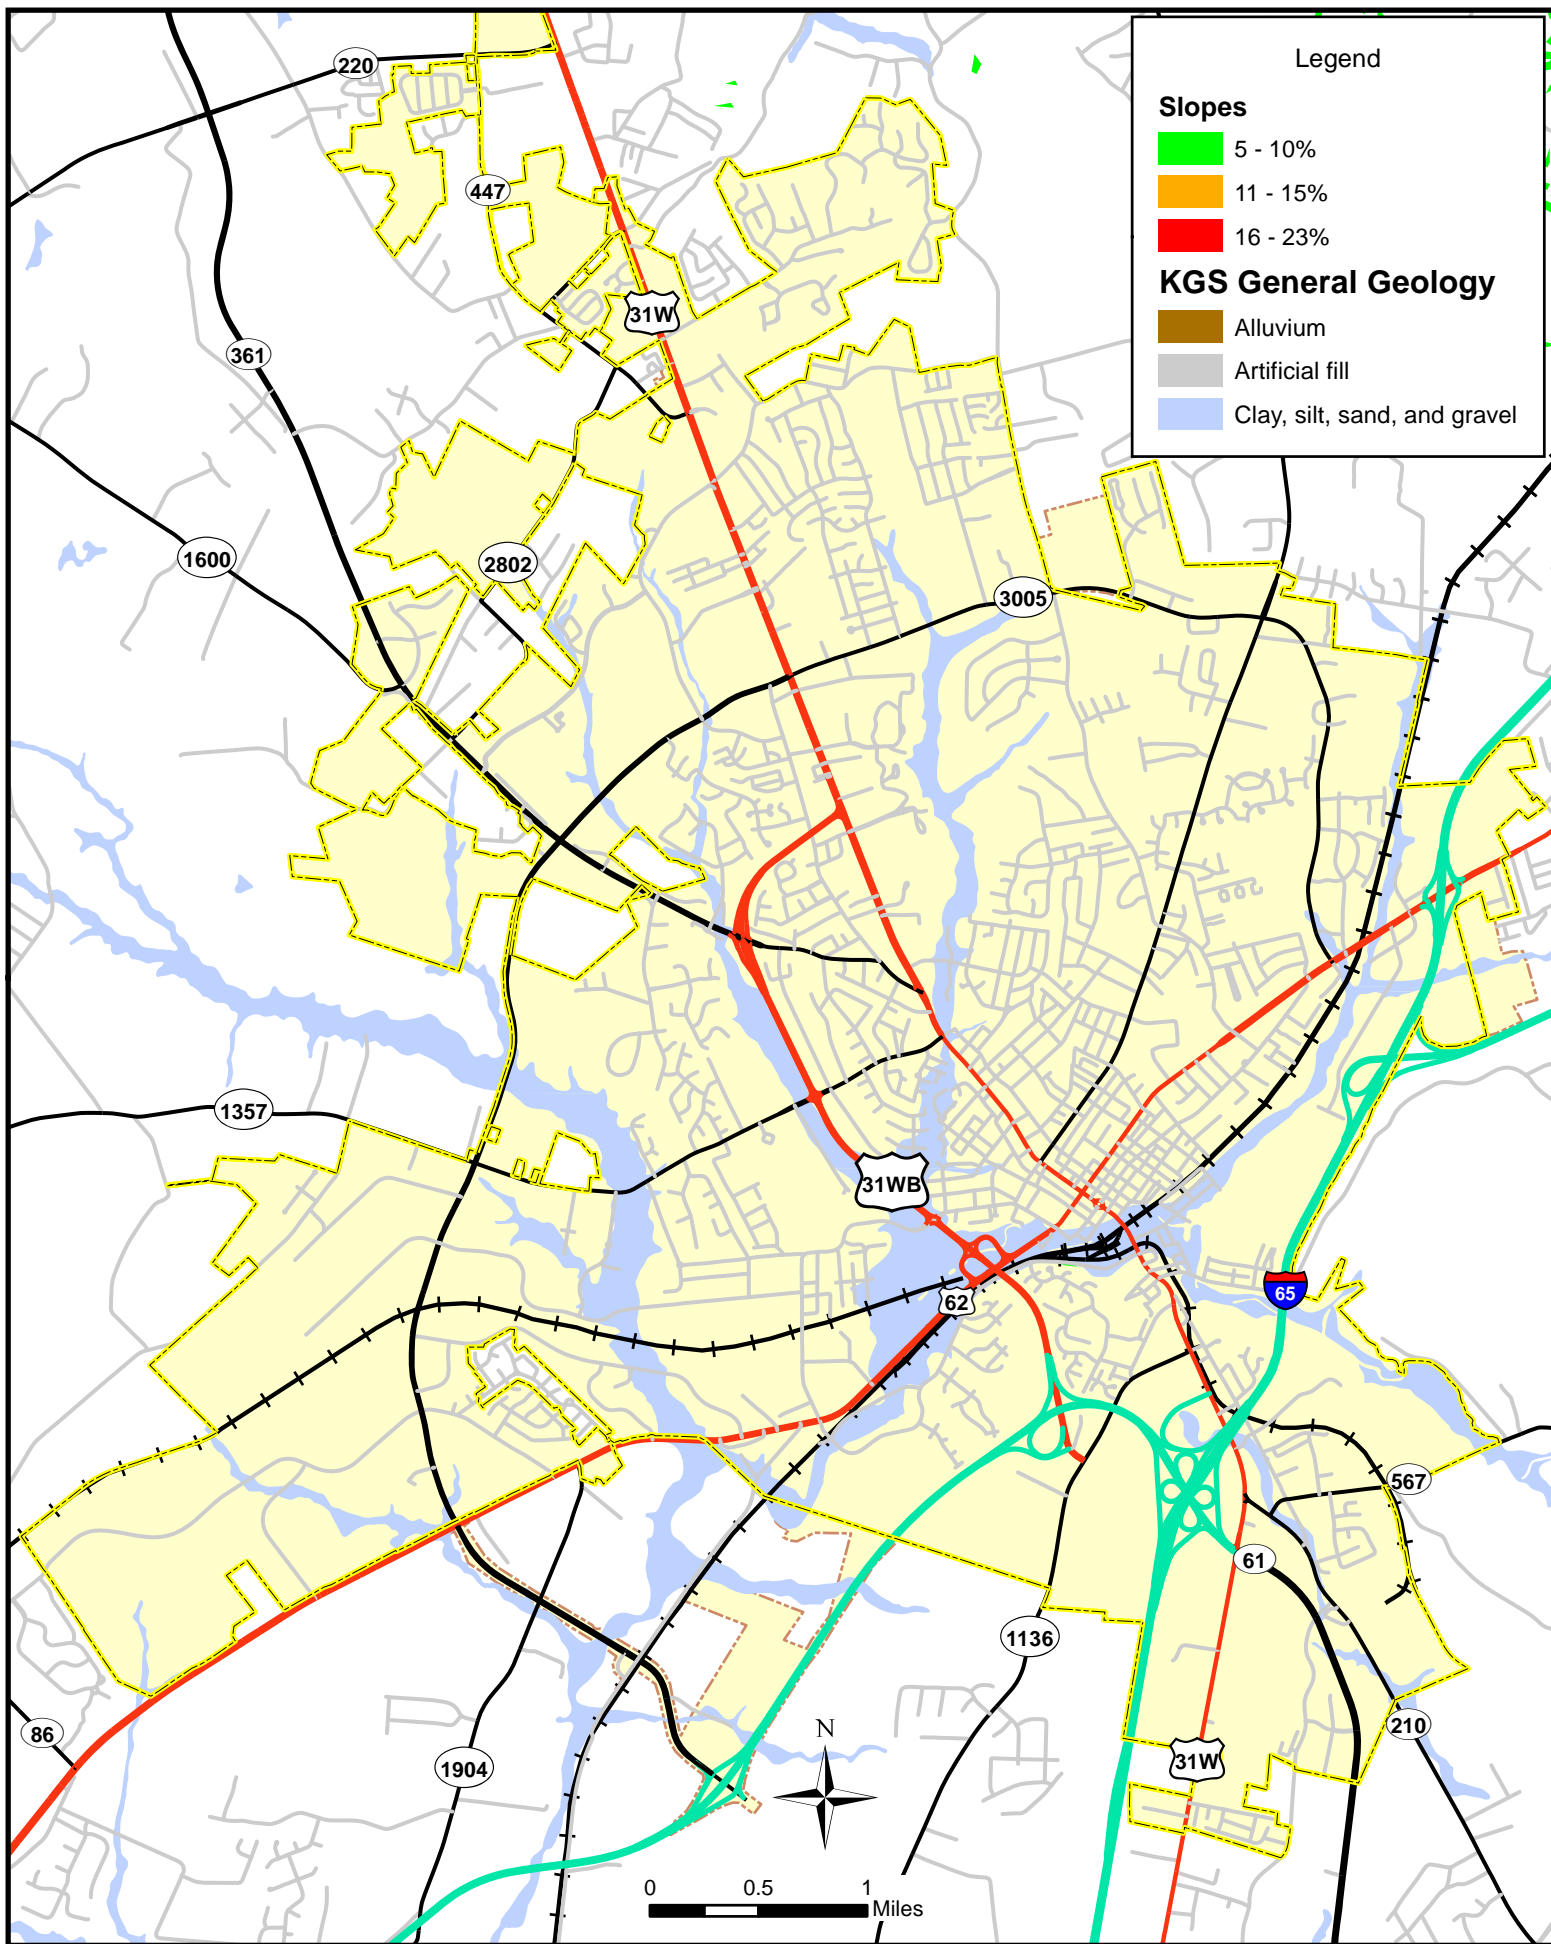 Legend
Slopes
5 - 10%
11 - 15%
16 - 23%
KGS General Geology
Alluvium
Artificial fill
Clay, silt, sand, and gravel
220
447
31W
361
1600
2802
3005
1357
31WB
62
65
567
61
1136
86
1904
210
31W
N
0 0.5 1
Miles